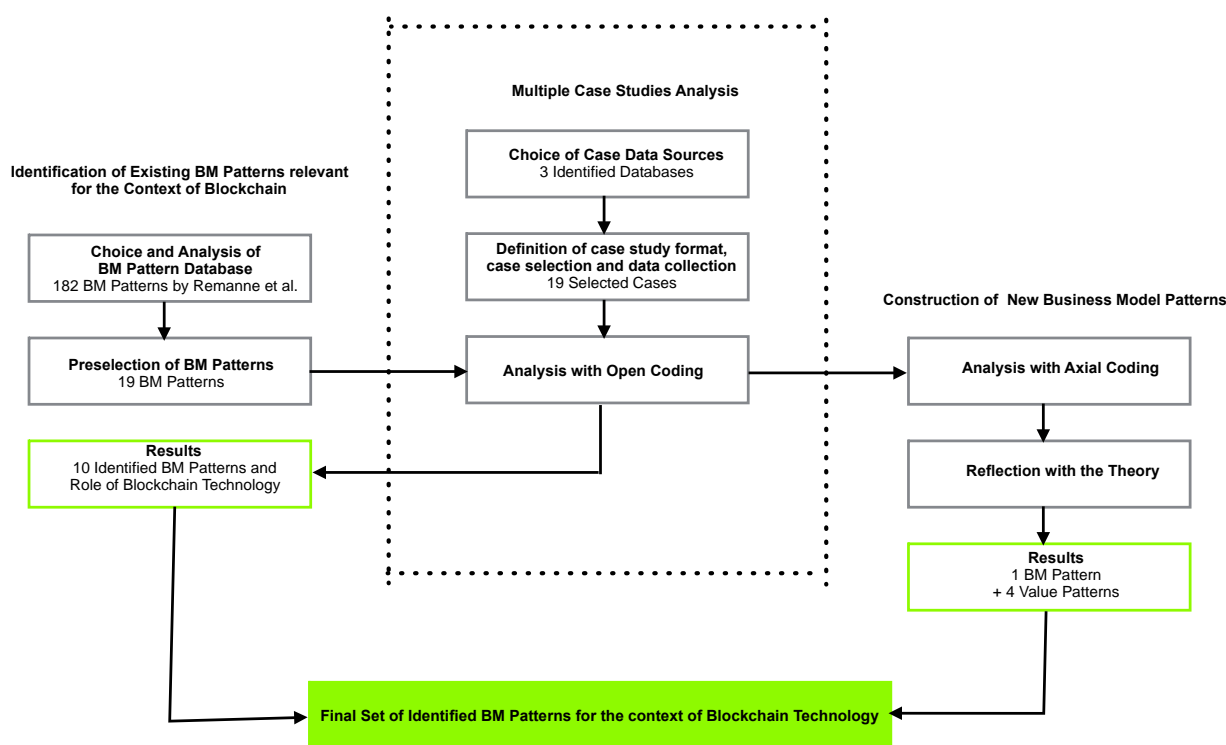 Identification of Existing BM Patterns relevant
for the Context of Blockchain
Choice and Analysis of
BM Pattern Database
182 BM Patterns by Remanne et al.
Preselection of BM Patterns
19 BM Patterns
Results
10 Identified BM Patterns and
Role of Blockchain Technology
Multiple Case Studies Analysis
Choice of Case Data Sources
3 Identified Databases
Definition of case study format,
case selection and data collection
19 Selected Cases
Analysis with Open Coding
Construction of New Business Model Patterns
Analysis with Axial Coding
Reflection with the Theory
Results
1 BM Pattern
+ 4 Value Patterns
Final Set of Identified BM Patterns for the context of Blockchain Technology